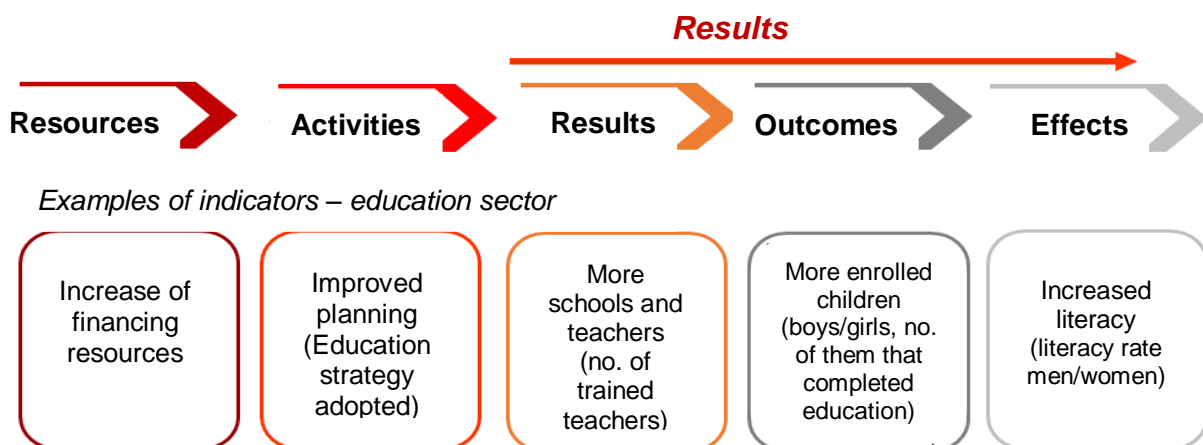 Results
Resources
Activities
Results
Outcomes
Effects
Examples of indicators – education sector
Increase of
financing
resources
Improved
planning
(Education
strategy
adopted)
More
schools and
teachers
(no. of
trained
teachers)
More enrolled
children
(boys/girls, no.
of them that
completed
education)
Increased
literacy
(literacy rate
men/women)